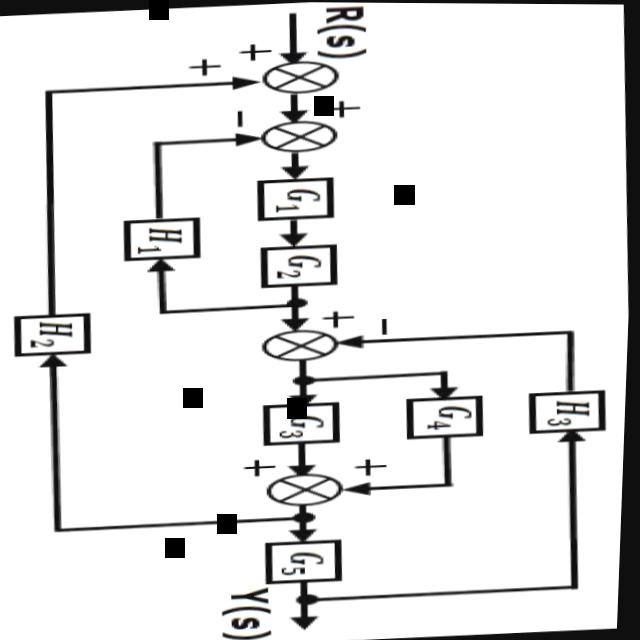 R(s)
+
+
+
-
G1
G2
H1
+
-
H2
G3
G4
H3
+
+
G5
Y(s)